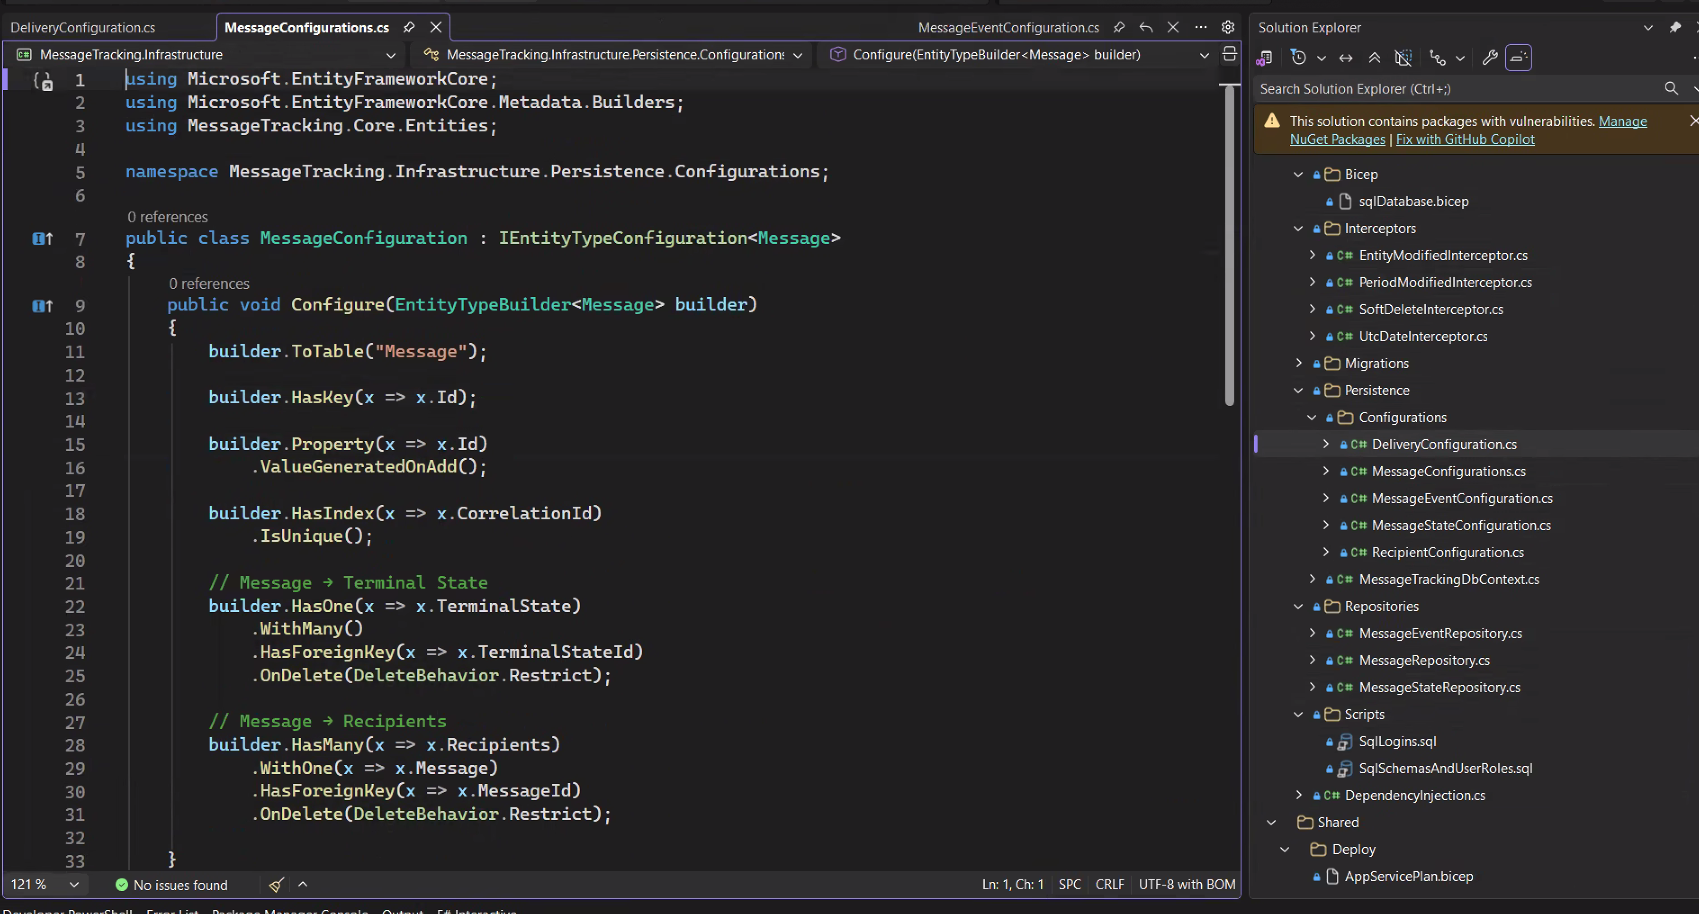 DeliveryConfiguration.cs
MessageConfigurations.cs
MessageEventConfiguration.cs
MessageTracking.Infrastructure
MessageTracking.Infrastructure.Persistence.Configurations
Configure(EntityTypeBuilder<Message> builder)
1 using Microsoft.EntityFrameworkCore;
2 using Microsoft.EntityFrameworkCore.Metadata.Builders;
3 using MessageTracking.Core.Entities;
4
5 namespace MessageTracking.Infrastructure.Persistence.Configurations;
6
0 references
7 public class MessageConfiguration : IEntityTypeConfiguration<Message>
8 {
0 references
9 public void Configure(EntityTypeBuilder<Message> builder)
10 {
11 builder.ToTable("Message");
12
13 builder.HasKey(x => x.Id);
14
15 builder.Property(x => x.Id)
16 .ValueGeneratedOnAdd();
17
18 builder.HasIndex(x => x.CorrelationId)
19 .IsUnique();
20
21 // Message → Terminal State
22 builder.HasOne(x => x.TerminalState)
23 .WithMany()
24 .HasForeignKey(x => x.TerminalStateId)
25 .OnDelete(DeleteBehavior.Restrict);
26
27 // Message → Recipients
28 builder.HasMany(x => x.Recipients)
29 .WithOne(x => x.Message)
30 .HasForeignKey(x => x.MessageId)
31 .OnDelete(DeleteBehavior.Restrict);
32
33 }
121 %
No issues found
Ln: 1, Ch: 1
SPC
CRLF
UTF-8 with BOM
Developer PowerShell
Error List
Package Manager Console
Output
F# Interactive
Solution Explorer
Search Solution Explorer (Ctrl+;)
This solution contains packages with vulnerabilities. Manage
NuGet Packages | Fix with GitHub Copilot
Bicep
sqlDatabase.bicep
Interceptors
C# EntityModifiedInterceptor.cs
C# PeriodModifiedInterceptor.cs
C# SoftDeleteInterceptor.cs
C# UtcDateInterceptor.cs
Migrations
Persistence
Configurations
C# DeliveryConfiguration.cs
C# MessageConfigurations.cs
C# MessageEventConfiguration.cs
C# MessageStateConfiguration.cs
C# RecipientConfiguration.cs
C# MessageTrackingDbContext.cs
Repositories
C# MessageEventRepository.cs
C# MessageRepository.cs
C# MessageStateRepository.cs
Scripts
SqlLogins.sql
SqlSchemasAndUserRoles.sql
C# DependencyInjection.cs
Shared
Deploy
AppServicePlan.bicep